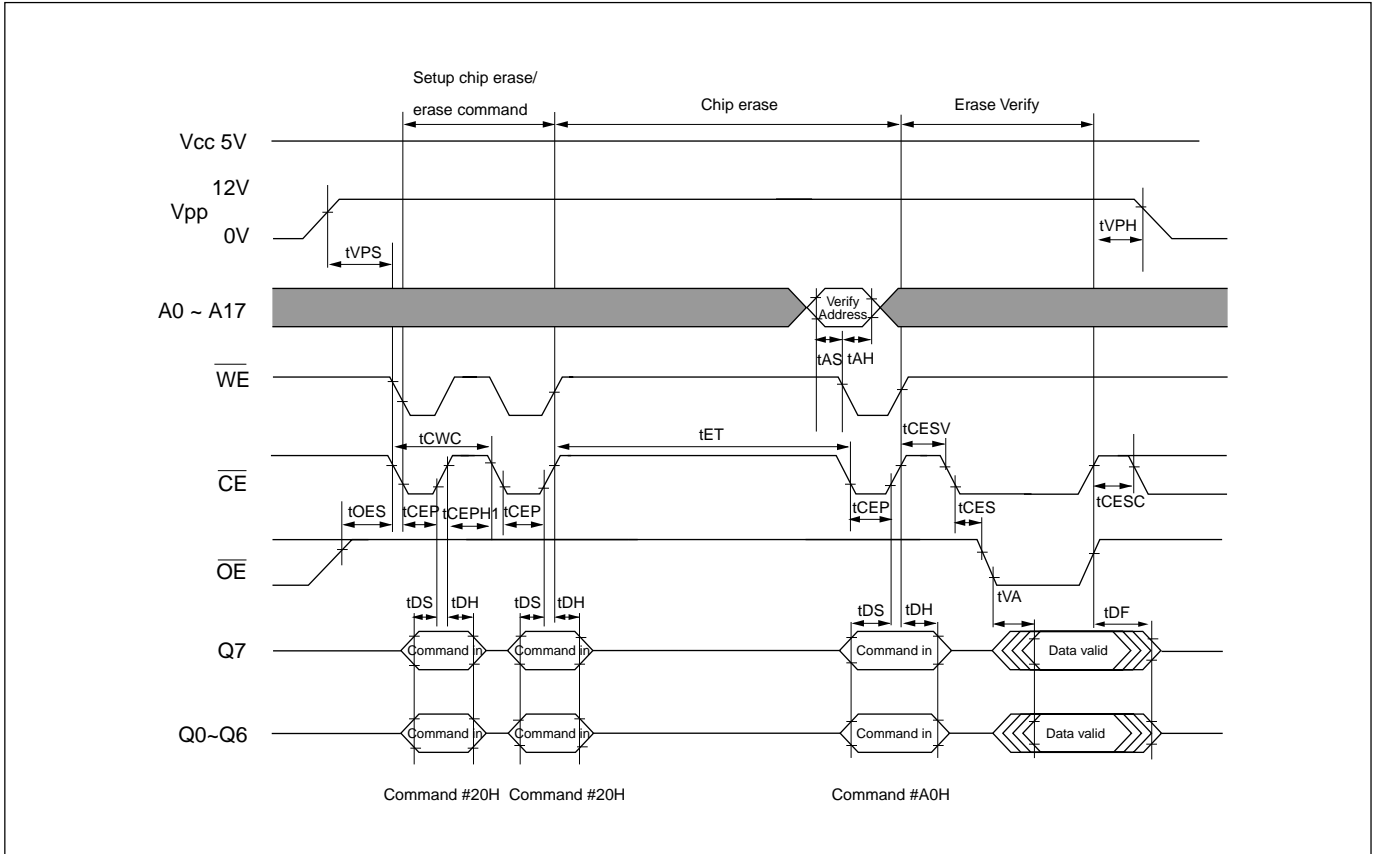 Setup chip erase/
erase command
Chip erase
Erase Verify
Vcc 5V
12V
Vpp
0V
tVPS
tVPH
A0 ~ A17
Verify
Address
tAS
tAH
WE
tCWC
tET
tCESV
CE
tOES
tCEP
tCEPH1
tCEP
tCEP
tCES
tCESC
OE
tVA
tDS
tDH
tDS
tDH
tDS
tDH
tDF
Q7
Command in
Command in
Command in
Data valid
Q0~Q6
Command in
Command in
Command in
Data valid
Command #20H
Command #20H
Command #A0H